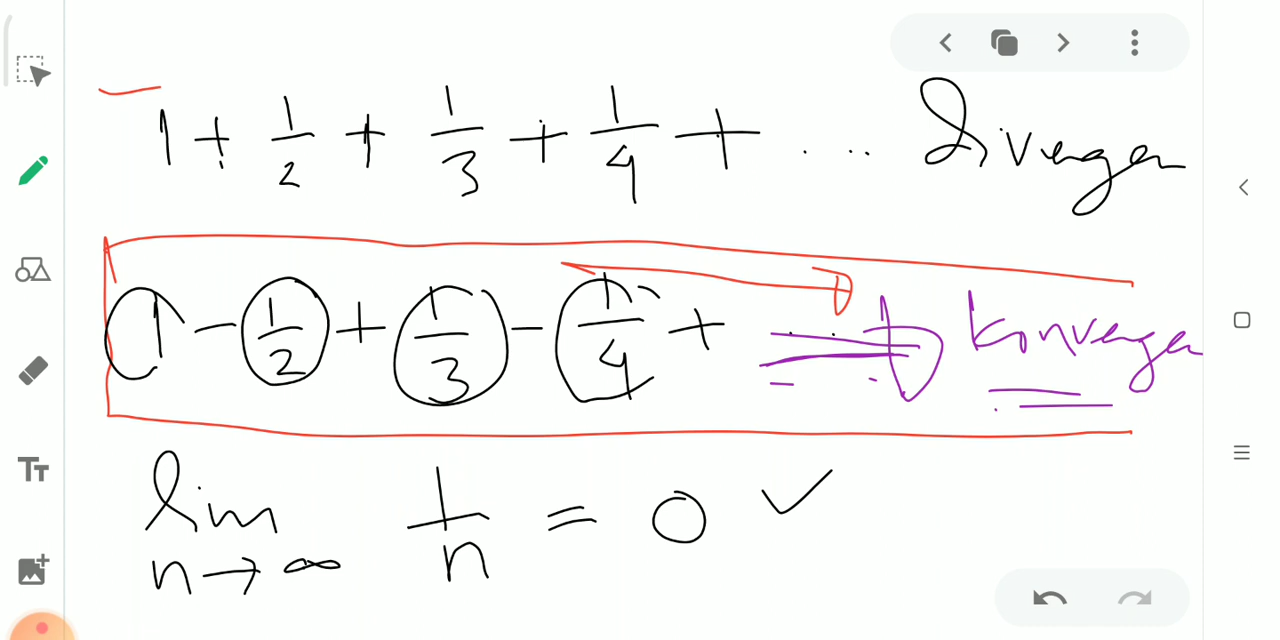 1 + 1/2 + 1/3 + 1/4 + ... Divergen
1 - 1/2 + 1/3 - 1/4 + ... Konvergen
lim n→∞ 1/n = 0 ✓
Tт